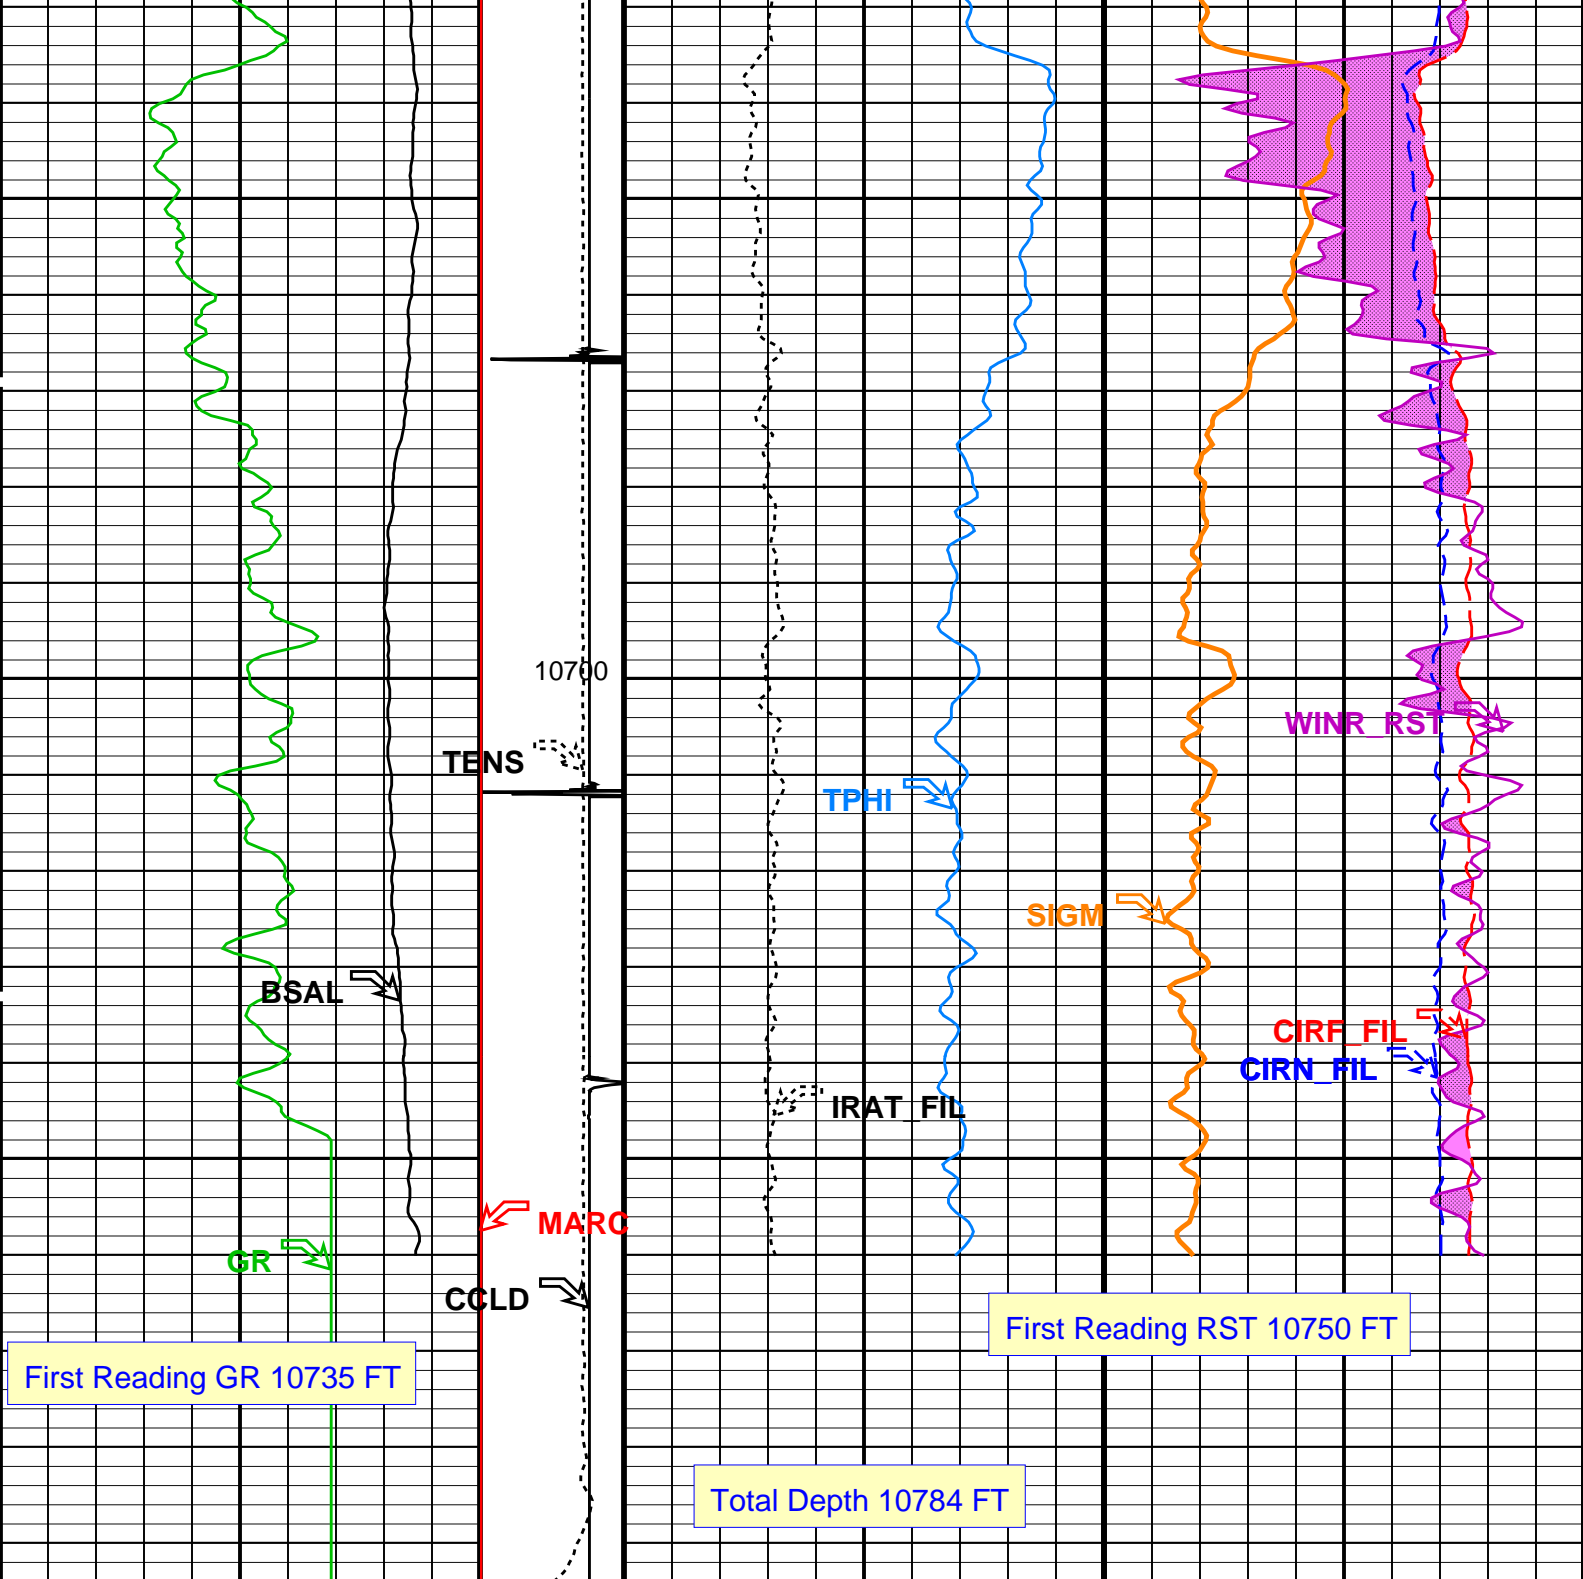 10700
WINR_RST
TENS
TPHI
SIGM
BSAL
CIRF_FIL
CIRN_FIL
IRAT_FIL
MARC
GR
CCLD
First Reading RST 10750 FT
First Reading GR 10735 FT
Total Depth 10784 FT